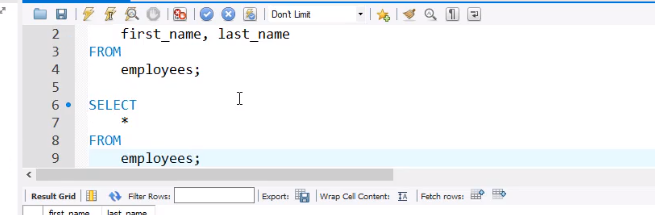 Don't Limit
2 first_name, last_name
3 FROM
4 employees;
5
6 SELECT
7 *
8 FROM
9 employees;
Result Grid Filter Rows: Export: Wrap Cell Content: Fetch rows:
first_name last_name